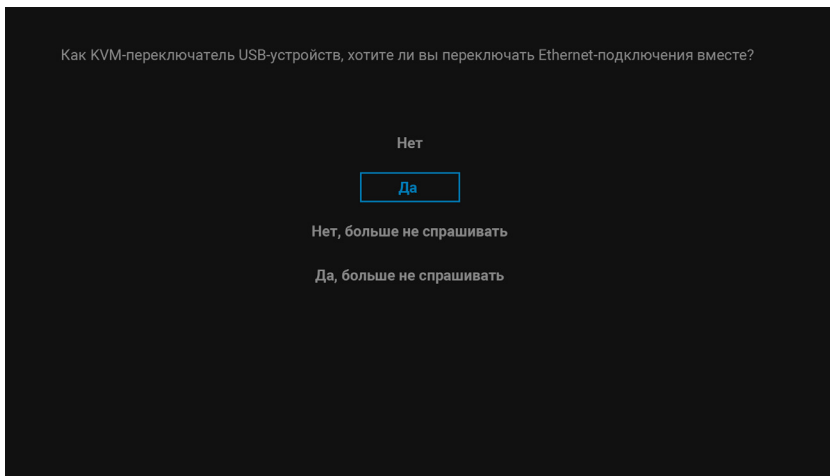 Как KVM-переключатель USB-устройств, хотите ли вы переключать Ethernet-подключения вместе?
Нет
Да
Нет, больше не спрашивать
Да, больше не спрашивать